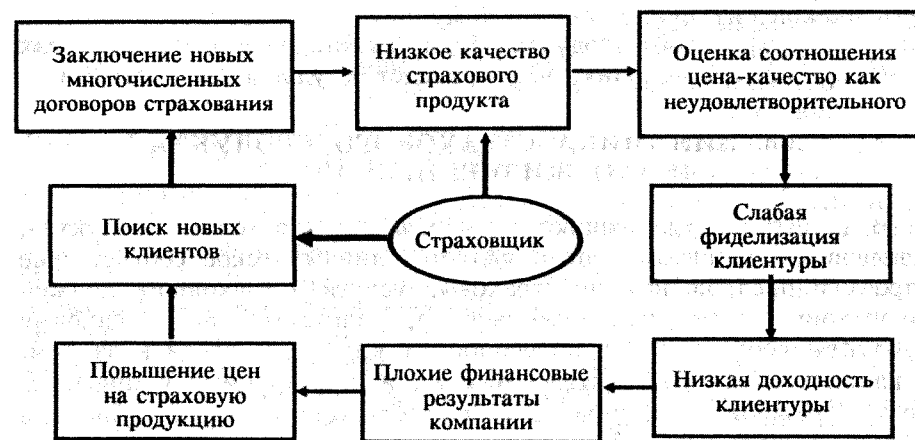 Заключение новых
многочисленных
договоров страхования
Низкое качество
страхового
продукта
Оценка соотношения
цена-качество как
неудовлетворительного
Поиск новых
клиентов
Страховщик
Слабая
фиделизация
клиентуры
Повышение цен
на страховую
продукцию
Плохие финансовые
результаты
компании
Низкая доходность
клиентуры